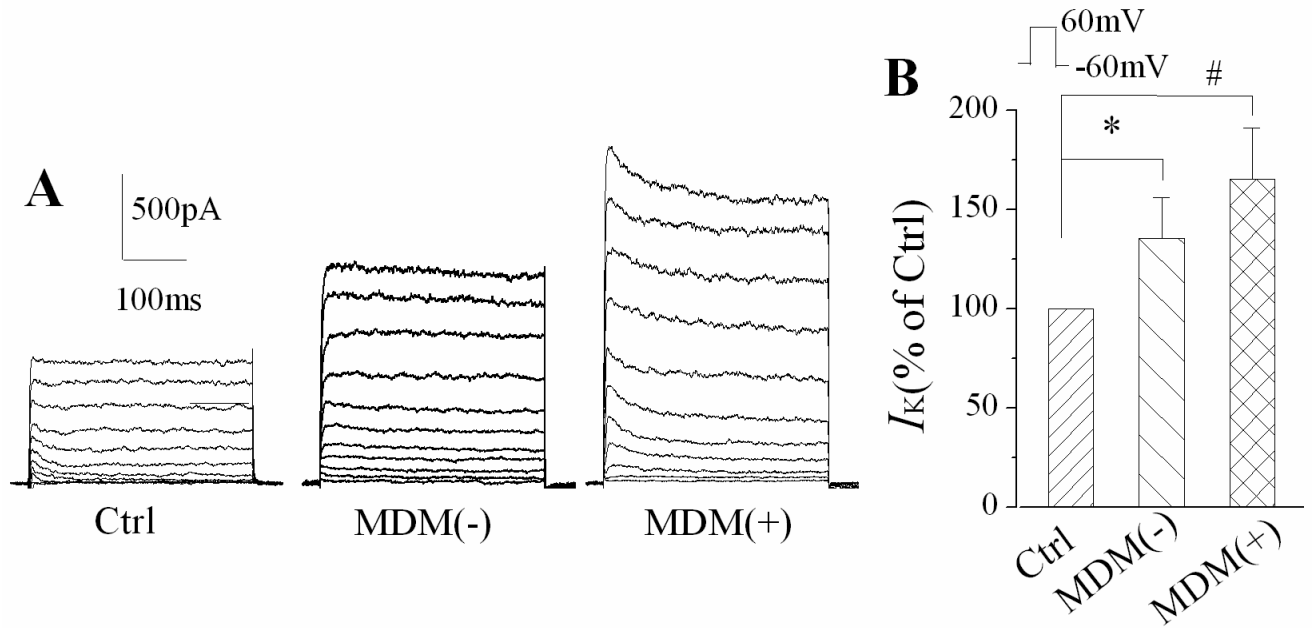 A
500pA
100ms
Ctrl
MDM(-)
MDM(+)
B
60mV
-60mV
#
*
200
150
100
50
0
IK(% of Ctrl)
Ctrl
MDM(-)
MDM(+)